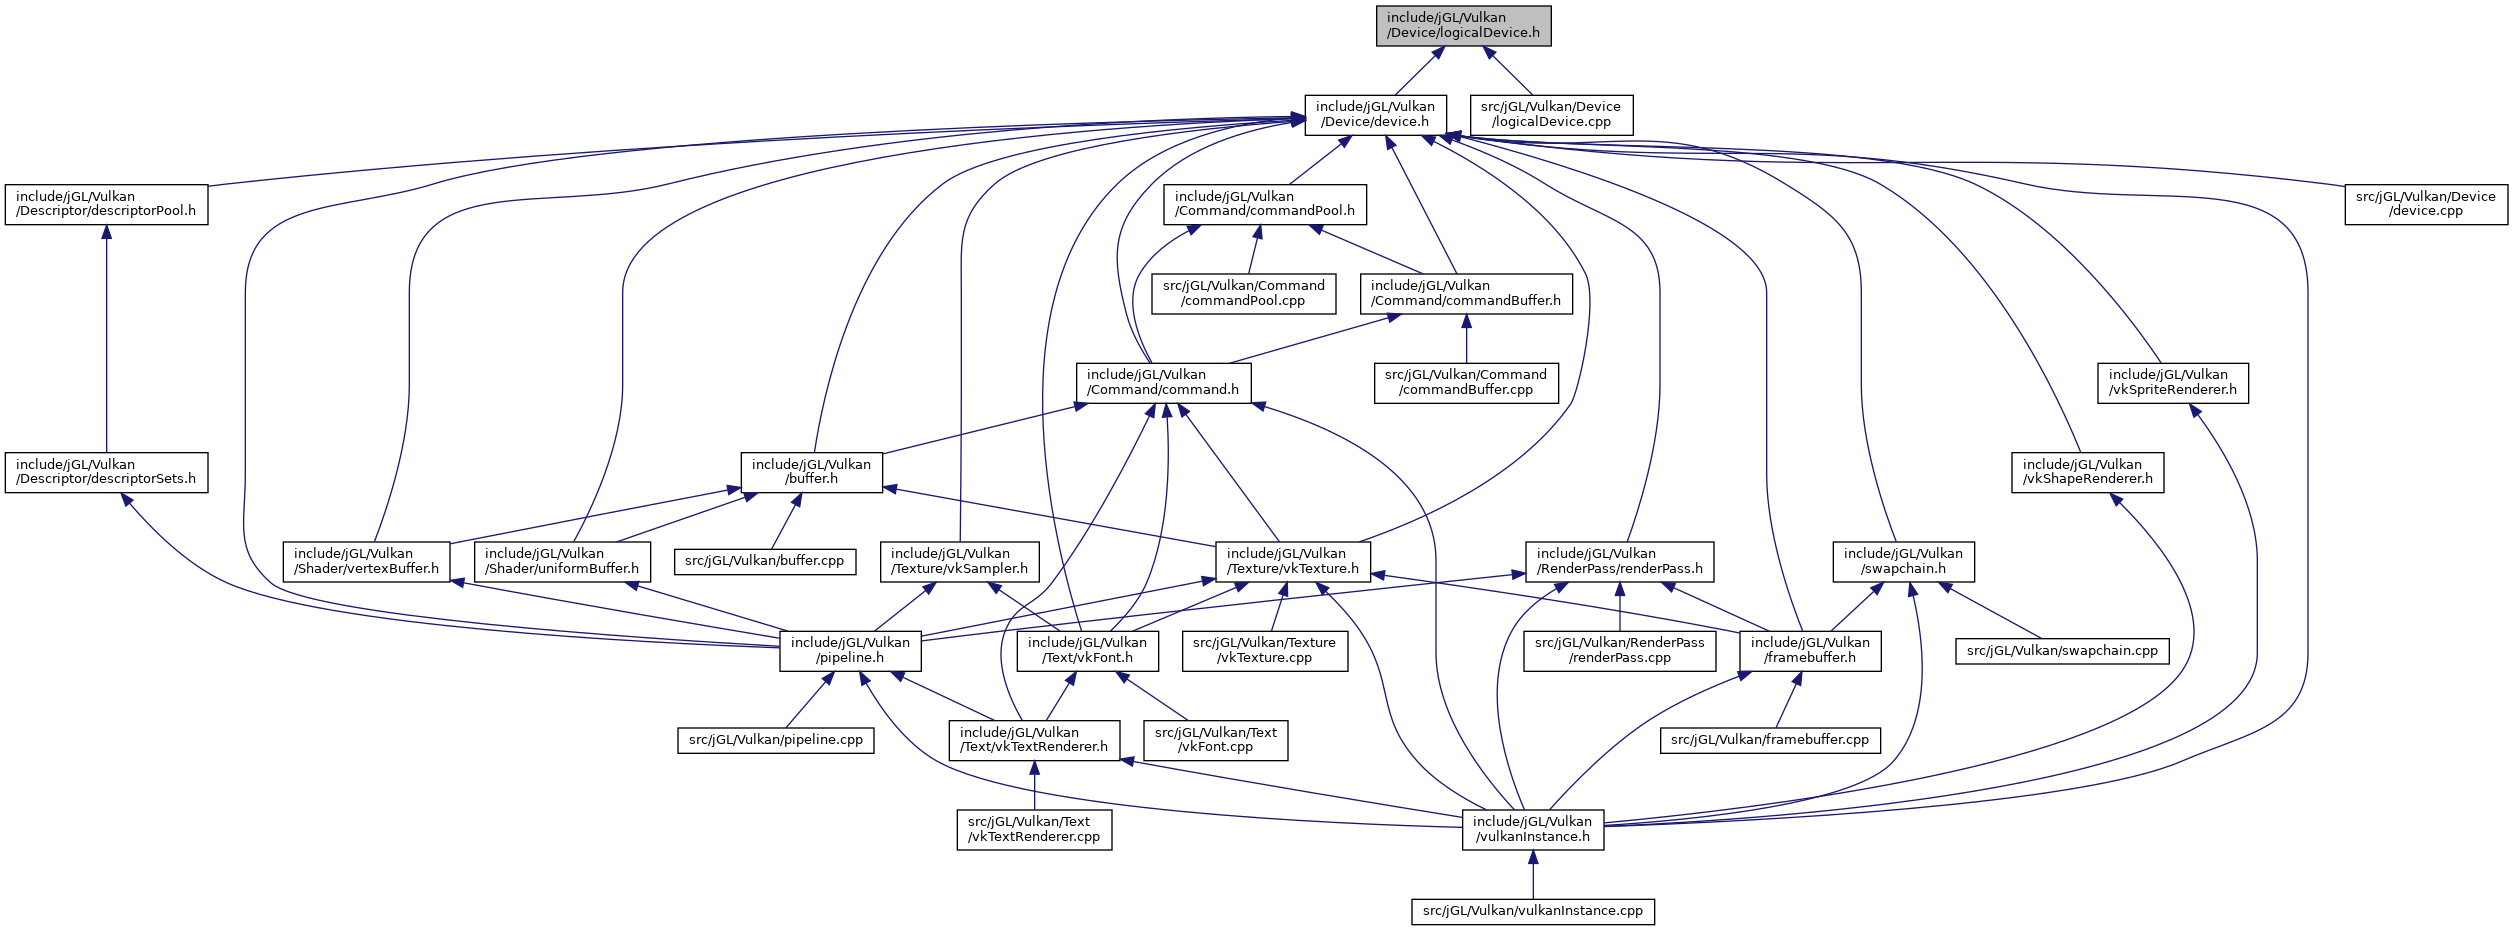 include/jGL/Vulkan
/Device/logicalDevice.h
include/jGL/Vulkan
/Device/device.h
src/jGL/Vulkan/Device
/logicalDevice.cpp
include/jGL/Vulkan
/Descriptor/descriptorPool.h
include/jGL/Vulkan
/Command/commandPool.h
src/jGL/Vulkan/Device
/device.cpp
src/jGL/Vulkan/Command
/commandPool.cpp
include/jGL/Vulkan
/Command/commandBuffer.h
include/jGL/Vulkan
/Command/command.h
src/jGL/Vulkan/Command
/commandBuffer.cpp
include/jGL/Vulkan
/vkSpriteRenderer.h
include/jGL/Vulkan
/Descriptor/descriptorSets.h
include/jGL/Vulkan
/buffer.h
include/jGL/Vulkan
/vkShapeRenderer.h
include/jGL/Vulkan
/Shader/vertexBuffer.h
include/jGL/Vulkan
/Shader/uniformBuffer.h
src/jGL/Vulkan/buffer.cpp
include/jGL/Vulkan
/Texture/vkSampler.h
include/jGL/Vulkan
/Texture/vkTexture.h
include/jGL/Vulkan
/RenderPass/renderPass.h
include/jGL/Vulkan
/swapchain.h
include/jGL/Vulkan
/pipeline.h
include/jGL/Vulkan
/Text/vkFont.h
src/jGL/Vulkan/Texture
/vkTexture.cpp
src/jGL/Vulkan/RenderPass
/renderPass.cpp
include/jGL/Vulkan
/framebuffer.h
src/jGL/Vulkan/swapchain.cpp
src/jGL/Vulkan/pipeline.cpp
include/jGL/Vulkan
/Text/vkTextRenderer.h
src/jGL/Vulkan/Text
/vkFont.cpp
src/jGL/Vulkan/framebuffer.cpp
src/jGL/Vulkan/Text
/vkTextRenderer.cpp
include/jGL/Vulkan
/vulkanInstance.h
src/jGL/Vulkan/vulkanInstance.cpp